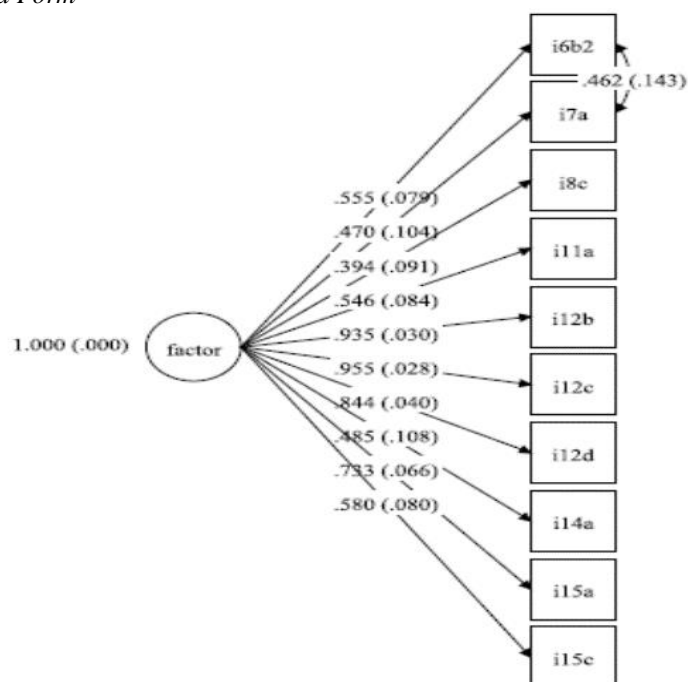 a Form
i6b2
.462 (.143)
i7a
i8c
.555 (.079)
.470 (.104)
i11a
.394 (.091)
.546 (.084)
i12b
.935 (.030)
1.000 (.000)
factor
.955 (.028)
i12c
.844 (.040)
.485 (.108)
i12d
.733 (.066)
.580 (.080)
i14a
i15a
i15c